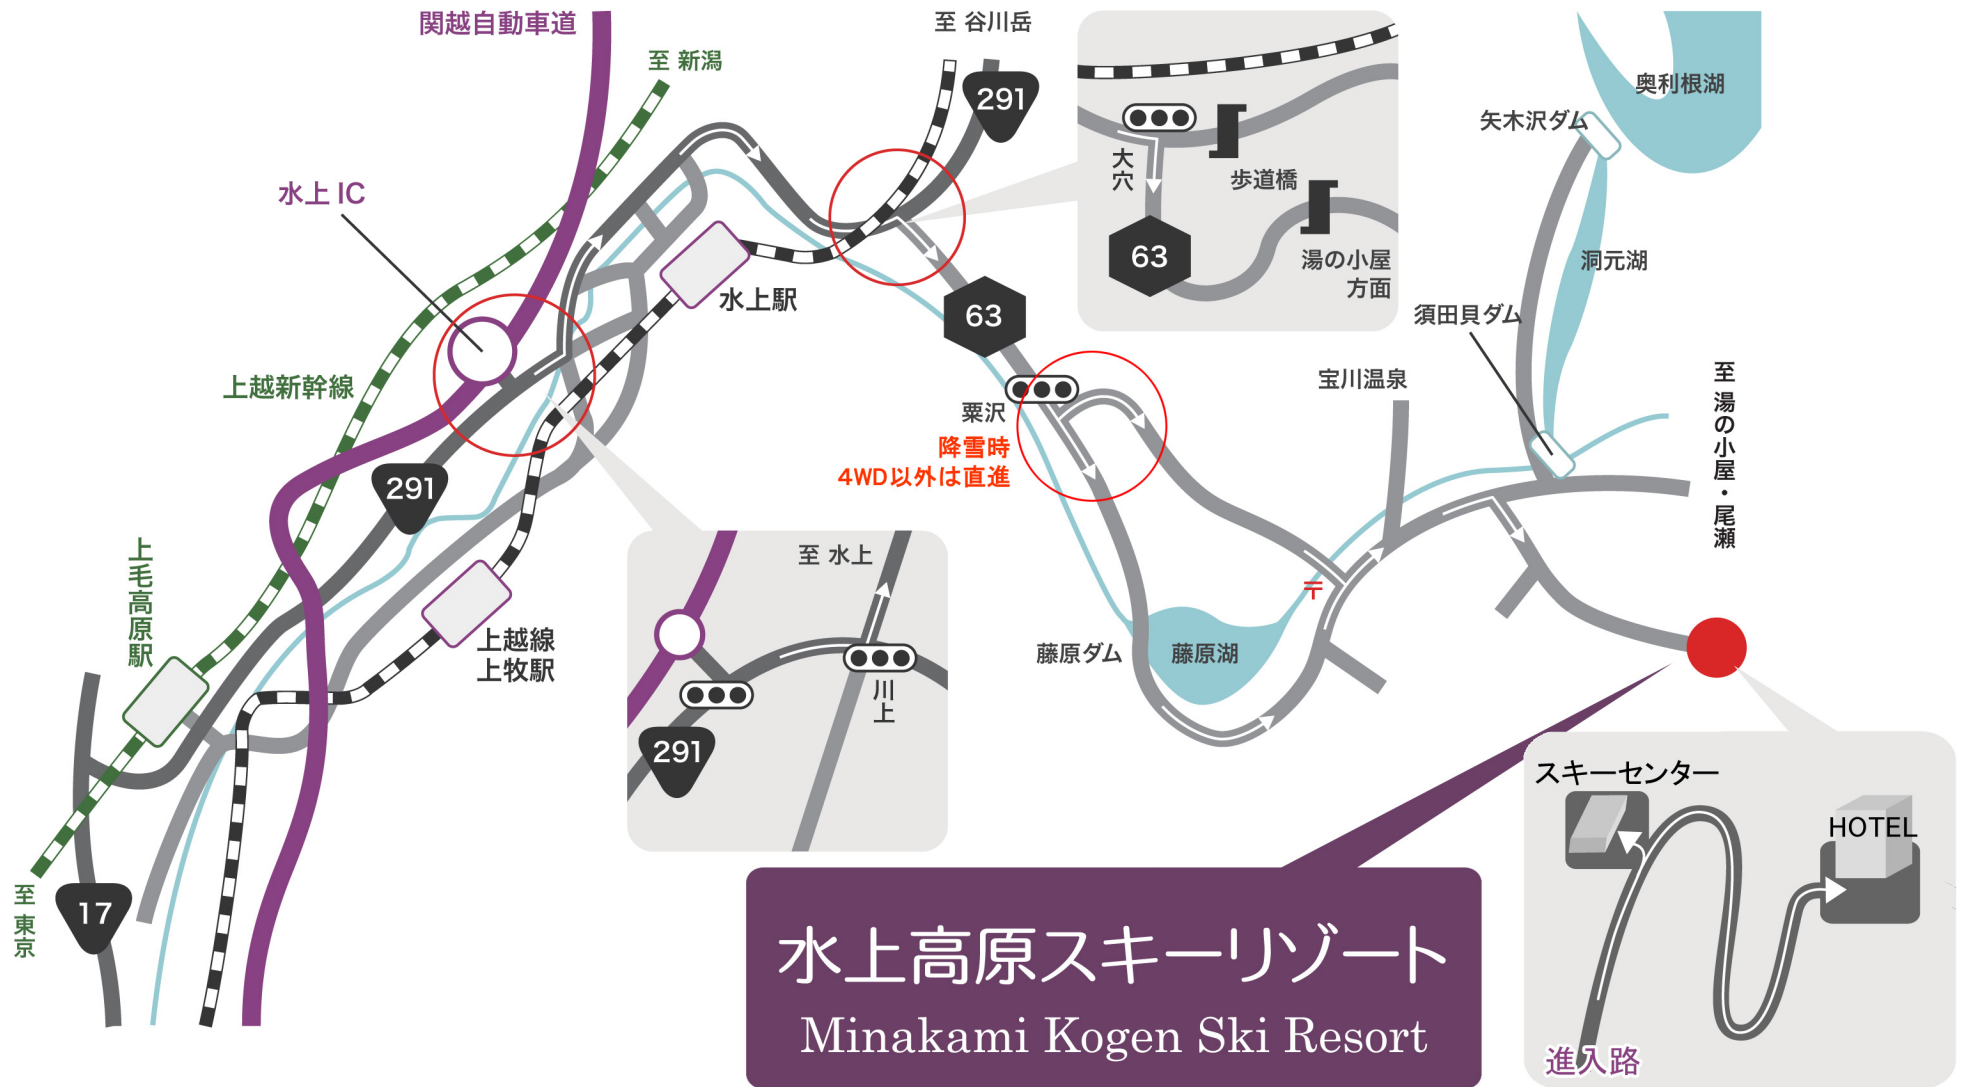 関越自動車道
至 新潟
至 谷川岳
291
大穴
歩道橋
63
湯の小屋
方面
奥利根湖
矢木沢ダム
洞元湖
須田貝ダム
水上 IC
水上駅
63
上越新幹線
栗沢
降雪時
4WD以外は直進
宝川温泉
至 湯の小屋・尾瀬
291
上毛高原駅
上越線
上牧駅
至 水上
川上
291
〒
藤原ダム
藤原湖
至 東京
17
スキーセンター
HOTEL
進入路
水上高原スキーリゾート
Minakami Kogen Ski Resort